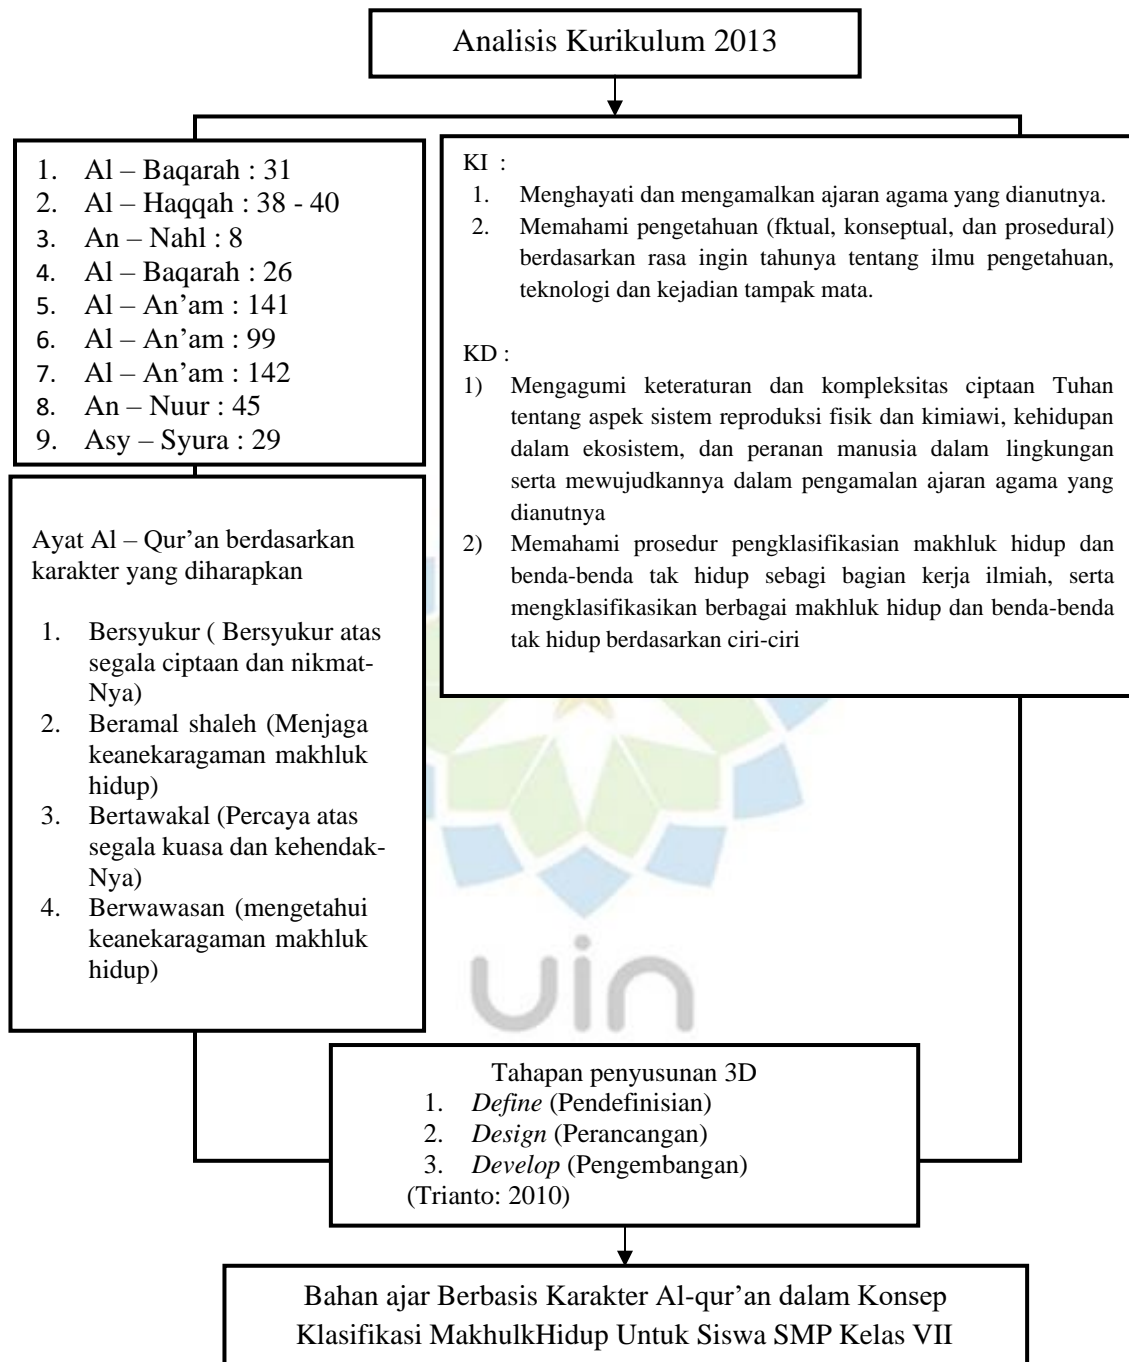 Analisis Kurikulum 2013
1. Al – Baqarah : 31
2. Al – Haqqah : 38 - 40
3. An – Nahl : 8
4. Al – Baqarah : 26
5. Al – An’am : 141
6. Al – An’am : 99
7. Al – An’am : 142
8. An – Nuur : 45
9. Asy – Syura : 29
KI :
1. Menghayati dan mengamalkan ajaran agama yang dianutnya.
2. Memahami pengetahuan (fktual, konseptual, dan prosedural)
berdasarkan rasa ingin tahunya tentang ilmu pengetahuan,
teknologi dan kejadian tampak mata.
KD :
1) Mengagumi keteraturan dan kompleksitas ciptaan Tuhan
tentang aspek sistem reproduksi fisik dan kimiawi, kehidupan
dalam ekosistem, dan peranan manusia dalam lingkungan
serta mewujudkannya dalam pengamalan ajaran agama yang
dianutnya
2) Memahami prosedur pengklasifikasian makhluk hidup dan
benda-benda tak hidup sebagi bagian kerja ilmiah, serta
mengklasifikasikan berbagai makhluk hidup dan benda-benda
tak hidup berdasarkan ciri-ciri
Ayat Al – Qur’an berdasarkan
karakter yang diharapkan
1. Bersyukur ( Bersyukur atas
segala ciptaan dan nikmat-
Nya)
2. Beramal shaleh (Menjaga
keanekaragaman makhluk
hidup)
3. Bertawakal (Percaya atas
segala kuasa dan kehendak-
Nya)
4. Berwawasan (mengetahui
keanekaragaman makhluk
hidup)
uin
Tahapan penyusunan 3D
1. Define (Pendefinisian)
2. Design (Perancangan)
3. Develop (Pengembangan)
(Trianto: 2010)
Bahan ajar Berbasis Karakter Al-qur’an dalam Konsep
Klasifikasi MakhulkHidup Untuk Siswa SMP Kelas VII